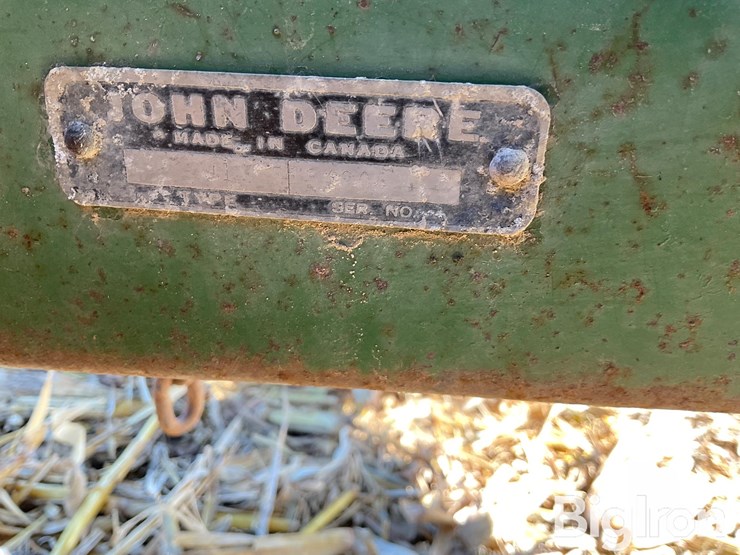 JOHN DEERE
MADE IN CANADA
SER. NO.
BigIron